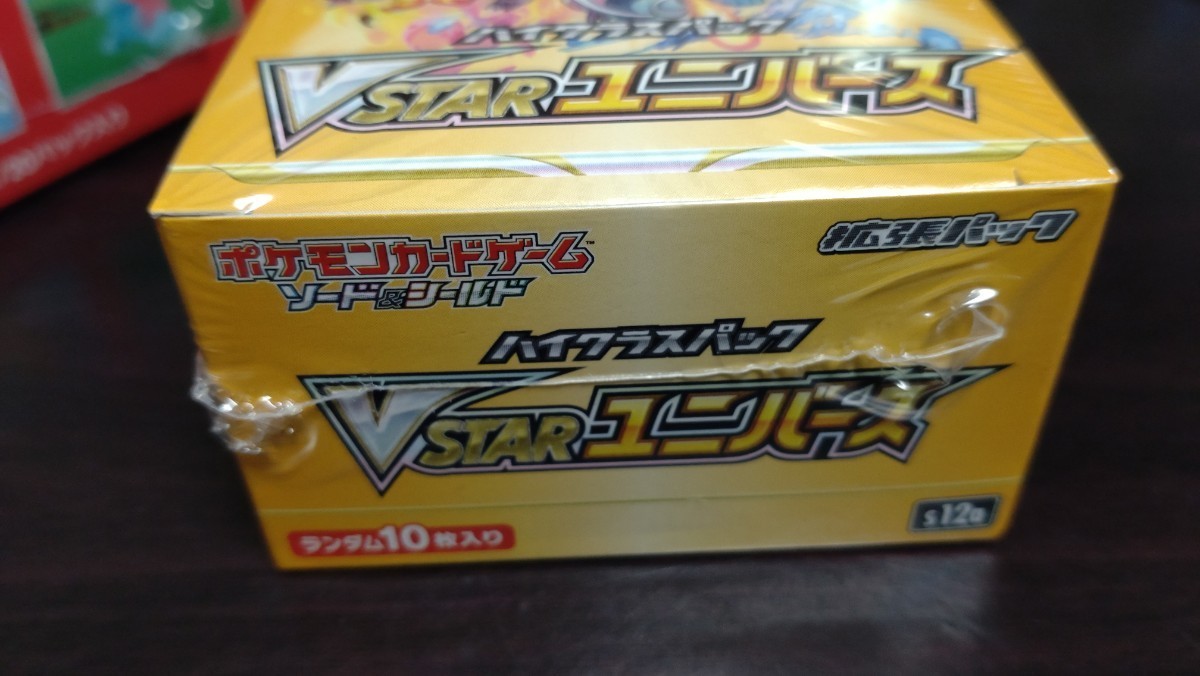 ハイクラスパック
VSTARユニバース
ポケモンカードゲーム™
ソード&シールド
拡張パック
ハイクラスパック
VSTARユニバース
ランダム10枚入り
s12a